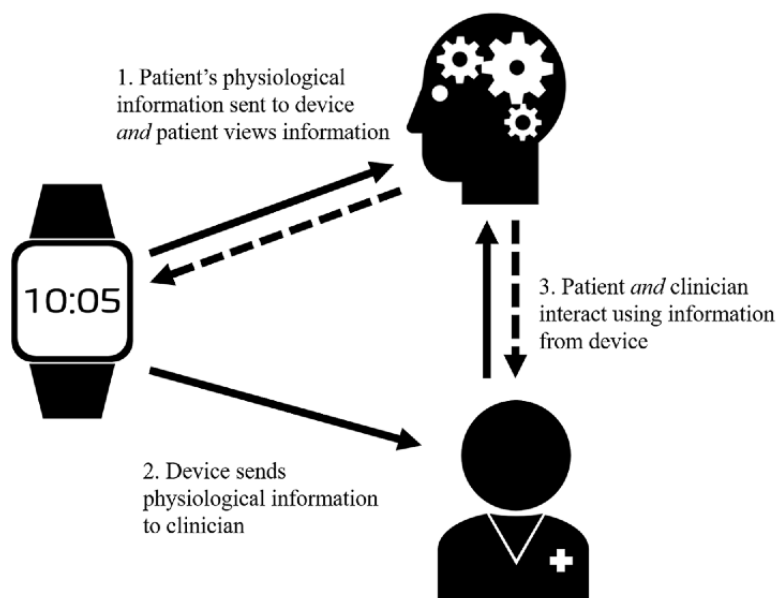 1. Patient's physiological
information sent to device
and patient views information
10:05
3. Patient and clinician
interact using information
from device
2. Device sends
physiological information
to clinician